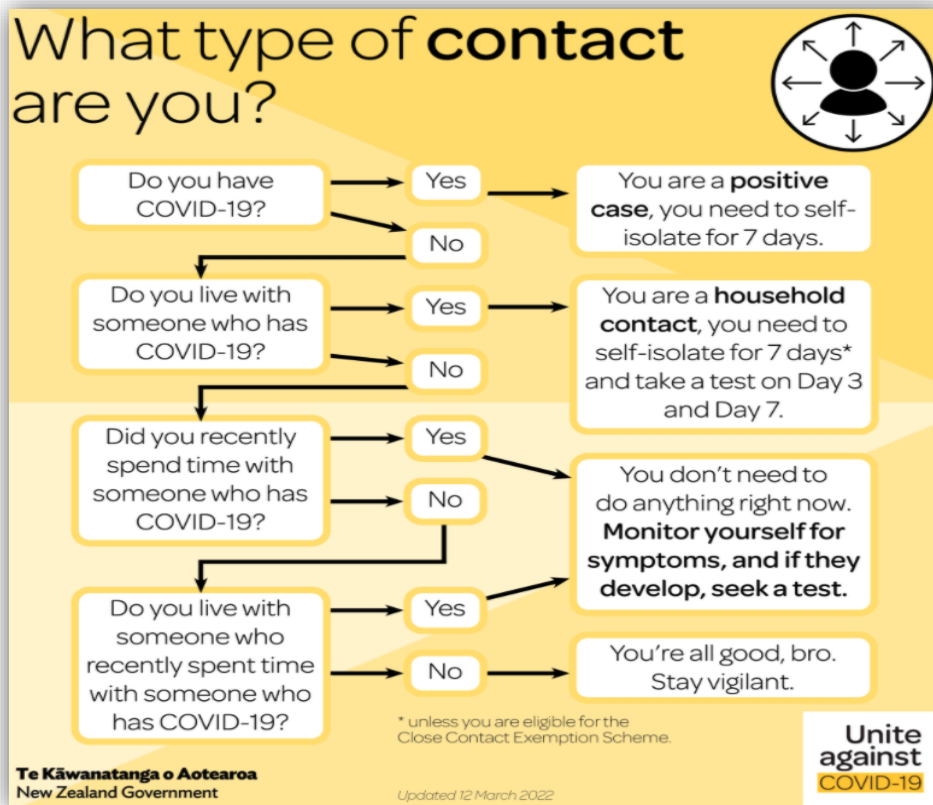 What type of contact
are you?
Do you have
COVID-19?
Yes
No
You are a positive
case, you need to self-
isolate for 7 days.
Do you live with
someone who has
COVID-19?
Yes
No
You are a household
contact, you need to
self-isolate for 7 days*
and take a test on Day 3
and Day 7.
Did you recently
spend time with
someone who has
COVID-19?
Yes
No
You don't need to
do anything right now.
Monitor yourself for
symptoms, and if they
develop, seek a test.
Do you live with
someone who
recently spent time
with someone who
has COVID-19?
Yes
No
You're all good, bro.
Stay vigilant.
* unless you are eligible for the
Close Contact Exemption Scheme.
Te Kāwanatanga o Aotearoa
New Zealand Government
Updated 12 March 2022
Unite
against
COVID-19